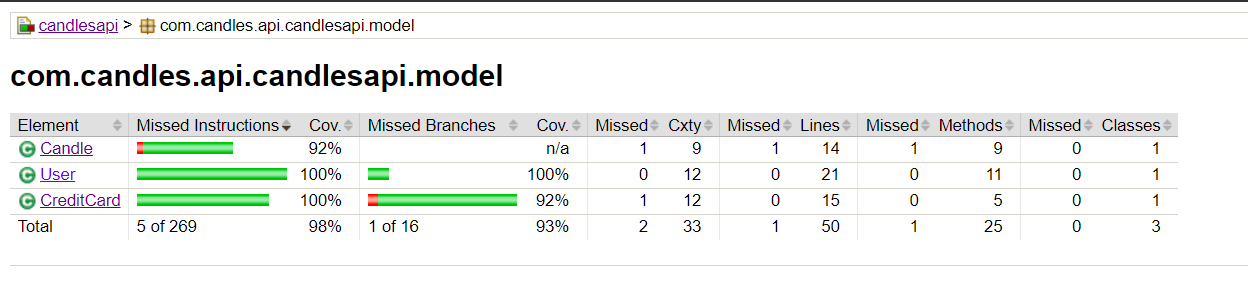 candlesapi > com.candles.api.candlesapi.model
com.candles.api.candlesapi.model
Element Missed Instructions Cov. Missed Branches Cov. Missed Cxty Missed Lines Missed Methods Missed Classes
Candle 92% n/a 1 9 1 14 1 9 0 1
User 100% 100% 0 12 0 21 0 11 0 1
CreditCard 100% 92% 1 12 0 15 0 5 0 1
Total 5 of 269 98% 1 of 16 93% 2 33 1 50 1 25 0 3